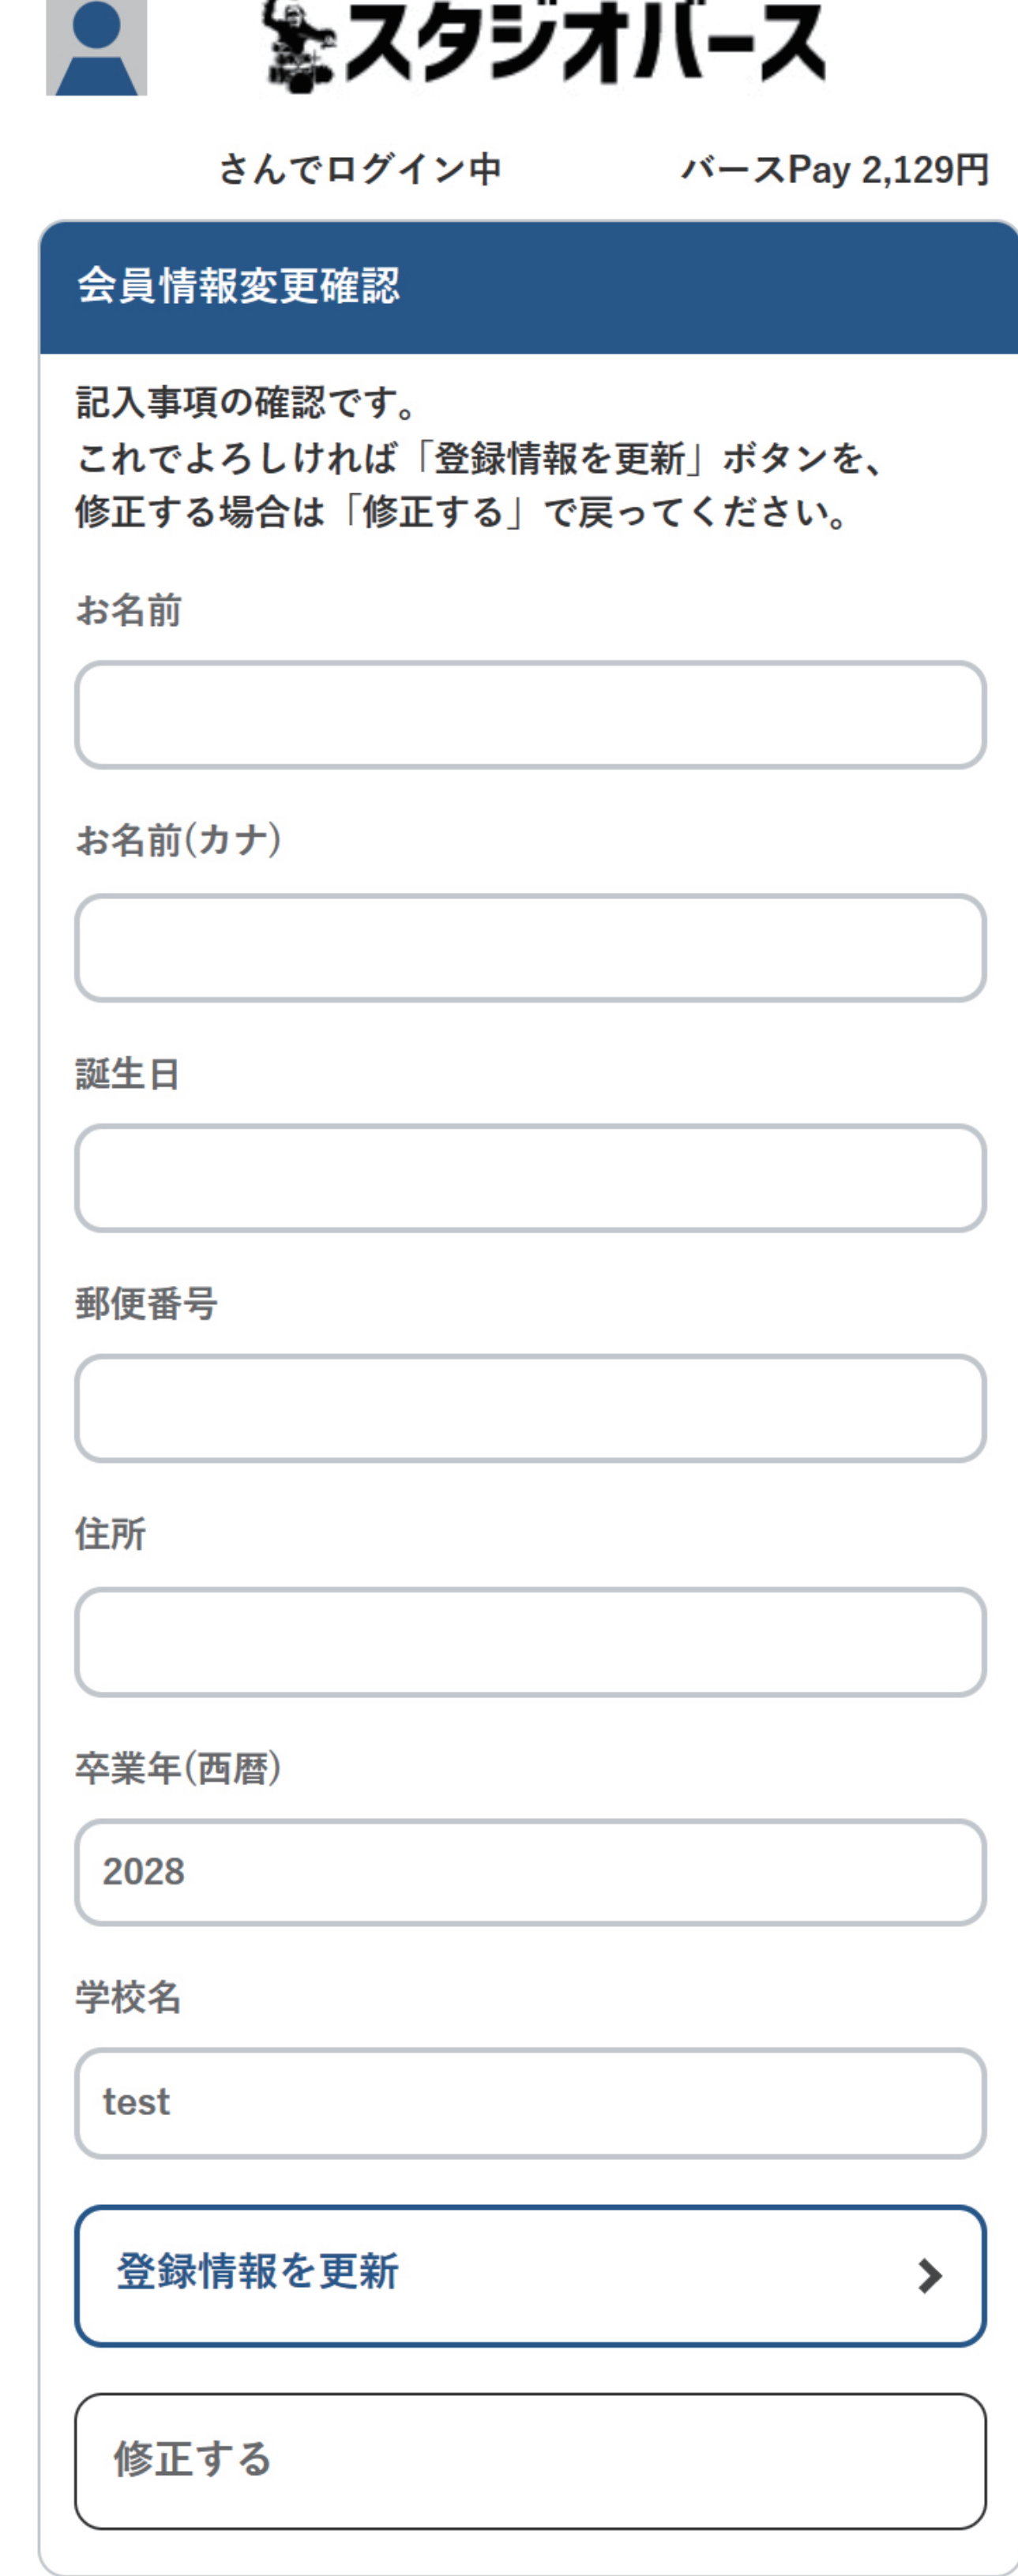 スタジオバース
さんでログイン中 バースPay 2,129円
会員情報変更確認
記入事項の確認です。
これでよろしければ「登録情報を更新」ボタンを、
修正する場合は「修正する」で戻ってください。
お名前
お名前(カナ)
誕生日
郵便番号
住所
卒業年(西暦)
2028
学校名
test
登録情報を更新
修正する